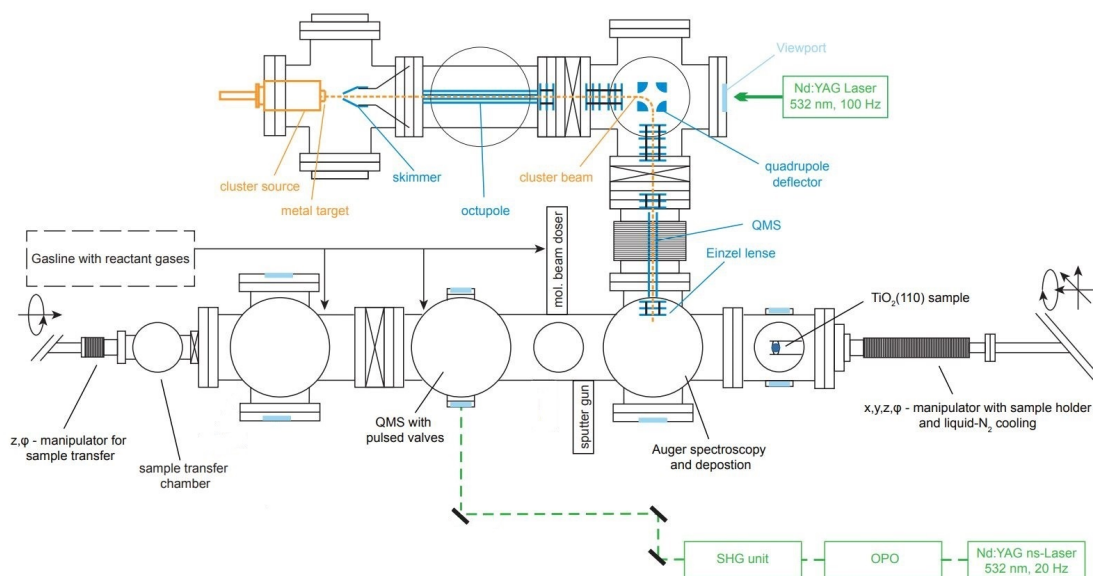 Viewport
Nd:YAG Laser
532 nm, 100 Hz
cluster source
metal target
skimmer
octupole
cluster beam
quadrupole
deflector
Gasline with reactant gases
mol. beam doser
QMS
Einzel lense
TiO2(110) sample
z,φ - manipulator for
sample transfer
sample transfer
chamber
QMS with
pulsed valves
sputter gun
Auger spectroscopy
and depostion
x,y,z,φ - manipulator with sample holder
and liquid-N2 cooling
SHG unit
OPO
Nd:YAG ns-Laser
532 nm, 20 Hz